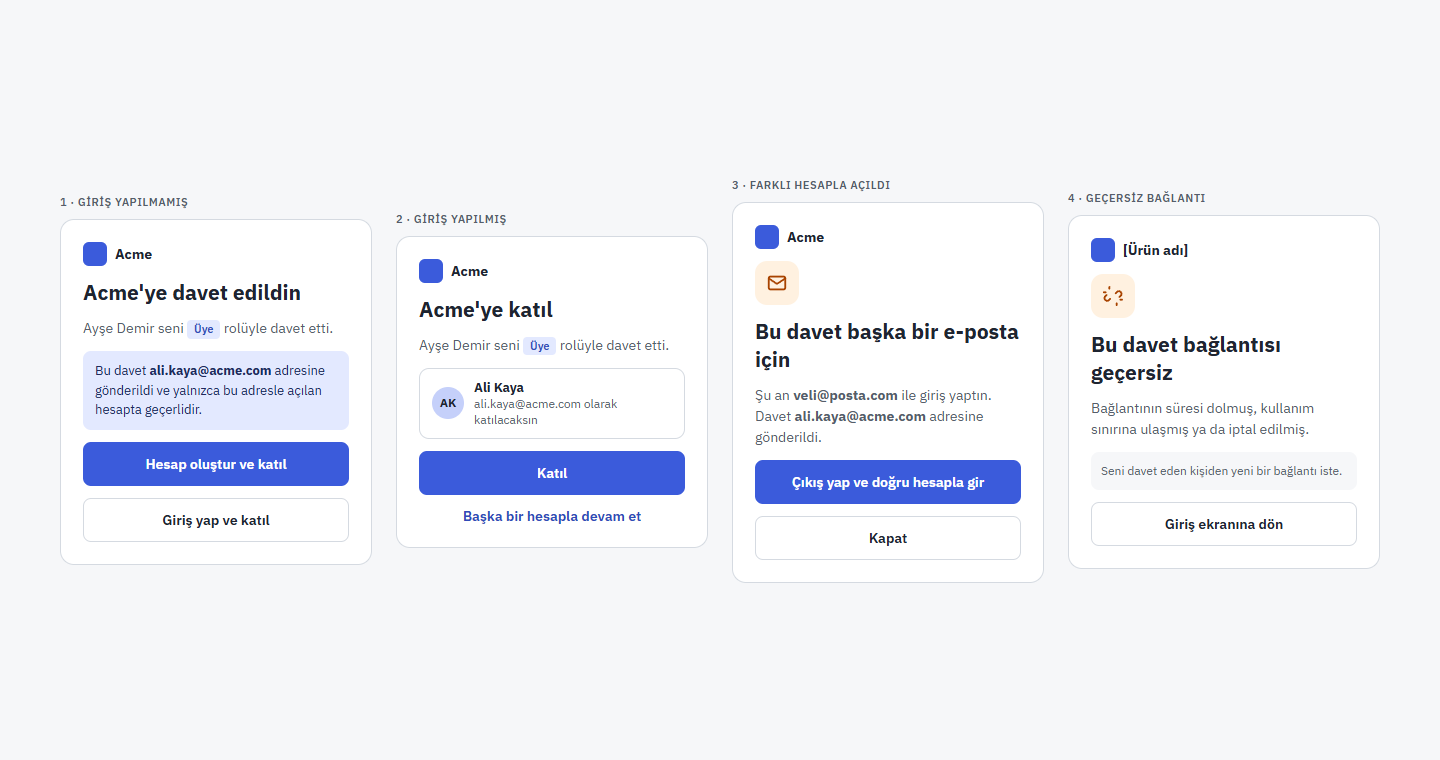 1 · GİRİŞ YAPILMAMIŞ
Acme
Acme'ye davet edildin
Ayşe Demir seni Üye rolüyle davet etti.
Bu davet ali.kaya@acme.com adresine
gönderildi ve yalnızca bu adresle açılan
hesapta geçerlidir.
Hesap oluştur ve katıl
Giriş yap ve katıl
2 · GİRİŞ YAPILMIŞ
Acme
Acme'ye katıl
Ayşe Demir seni Üye rolüyle davet etti.
AK
Ali Kaya
ali.kaya@acme.com olarak
katılacaksın
Katıl
Başka bir hesapla devam et
3 · FARKLI HESAPLA AÇILDI
Acme
Bu davet başka bir e-posta
için
Şu an veli@posta.com ile giriş yaptın.
Davet ali.kaya@acme.com adresine
gönderildi.
Çıkış yap ve doğru hesapla gir
Kapat
4 · GEÇERSİZ BAĞLANTI
[Ürün adı]
Bu davet bağlantısı
geçersiz
Bağlantının süresi dolmuş, kullanım
sınırına ulaşmış ya da iptal edilmiş.
Seni davet eden kişiden yeni bir bağlantı iste.
Giriş ekranına dön